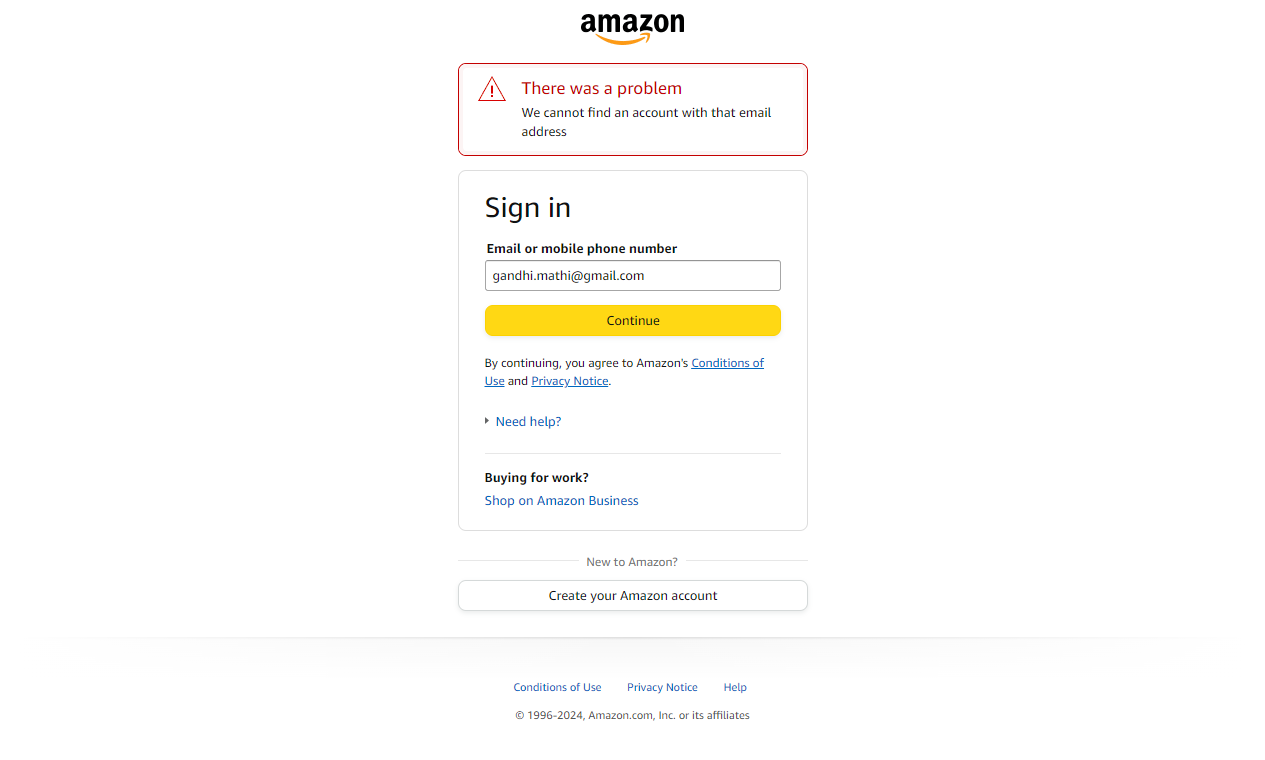 amazon
There was a problem
We cannot find an account with that email
address
Sign in
Email or mobile phone number
gandhi.mathi@gmail.com
Continue
By continuing, you agree to Amazon's Conditions of
Use and Privacy Notice.
Need help?
Buying for work?
Shop on Amazon Business
New to Amazon?
Create your Amazon account
Conditions of Use Privacy Notice Help
© 1996-2024, Amazon.com, Inc. or its affiliates